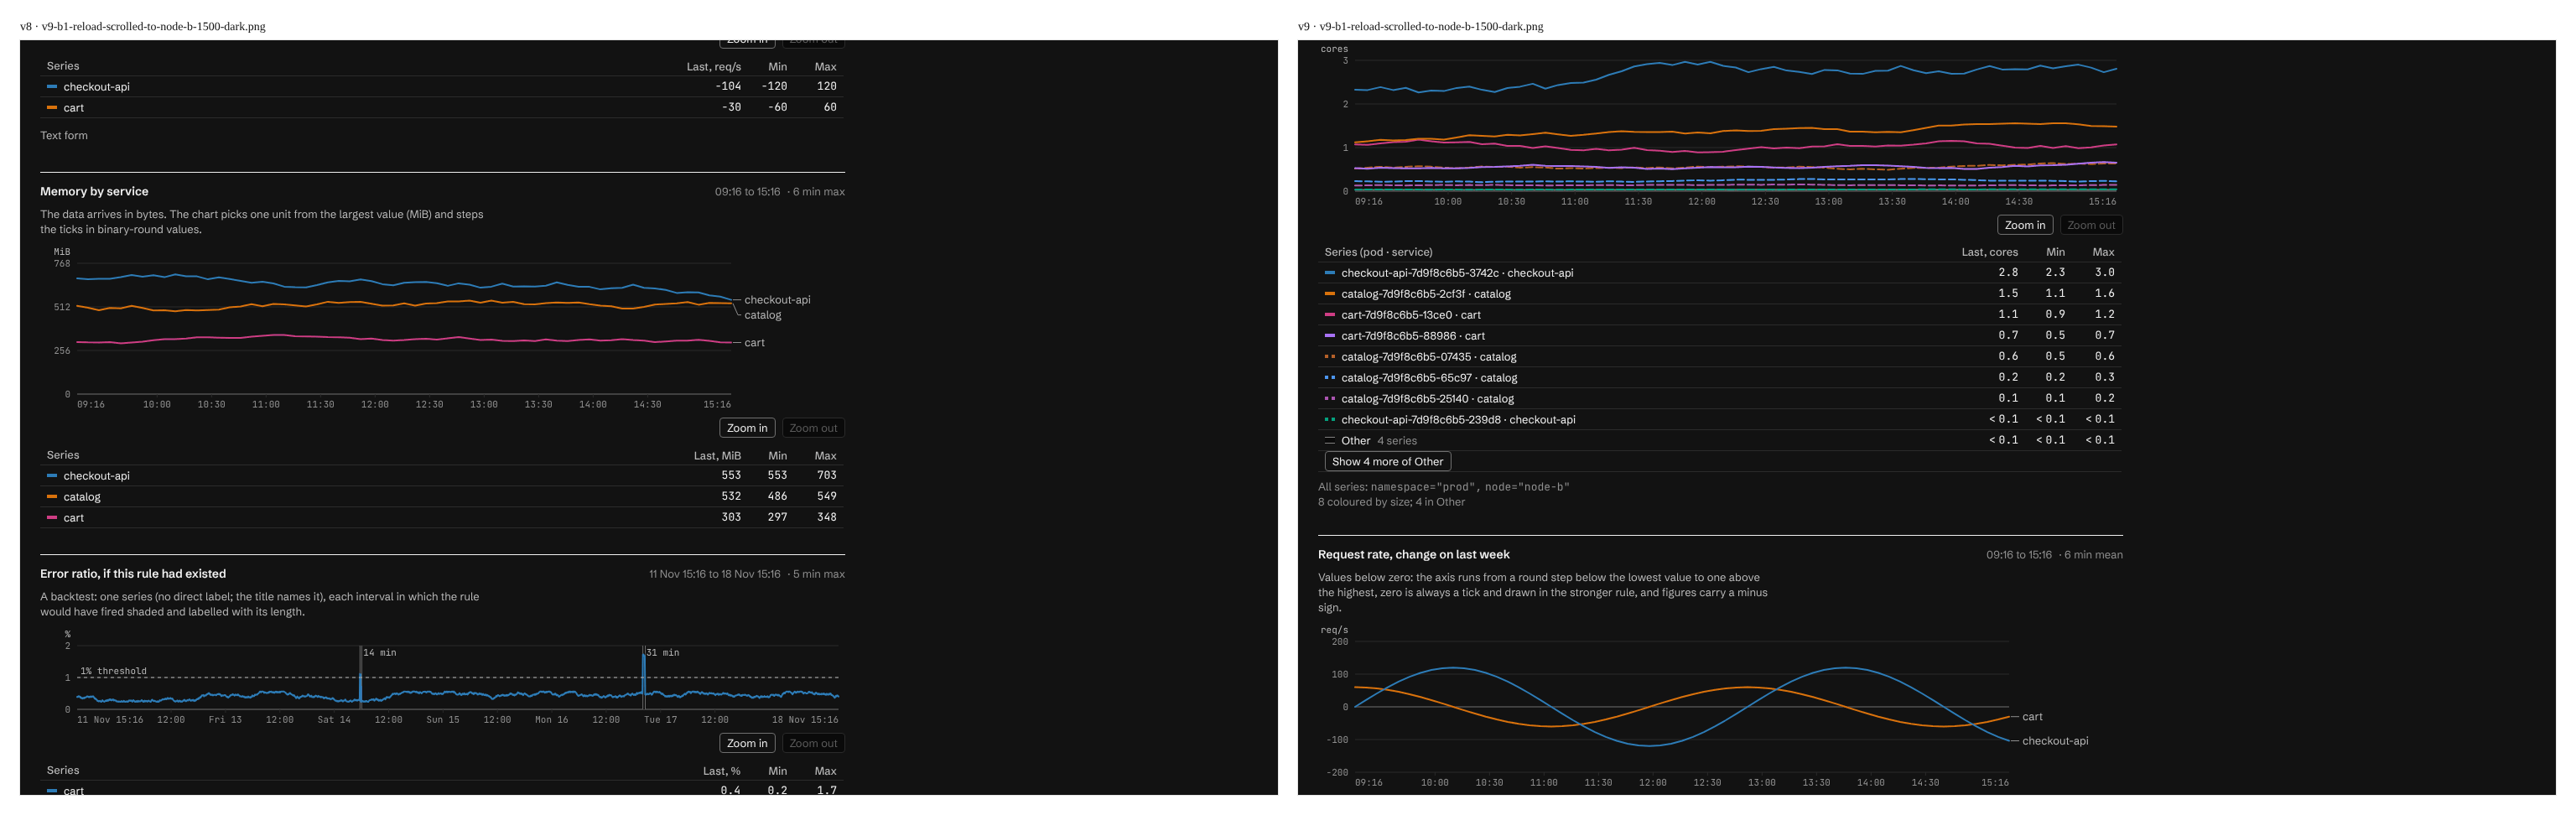 v8 · v9-b1-reload-scrolled-to-node-b-1500-dark.png
Zoom in Zoom out
Series Last, req/s Min Max
checkout-api -104 -120 120
cart -30 -60 60
Text form
Memory by service 09:16 to 15:16 · 6 min max
The data arrives in bytes. The chart picks one unit from the largest value (MiB) and steps
the ticks in binary-round values.
MiB
768
512
256
0
checkout-api
catalog
cart
09:16 10:00 10:30 11:00 11:30 12:00 12:30 13:00 13:30 14:00 14:30 15:16
Zoom in Zoom out
Series Last, MiB Min Max
checkout-api 553 553 703
catalog 532 486 549
cart 303 297 348
Error ratio, if this rule had existed 11 Nov 15:16 to 18 Nov 15:16 · 5 min max
A backtest: one series (no direct label; the title names it), each interval in which the rule
would have fired shaded and labelled with its length.
%
2
14 min 31 min
1% threshold
1
0
11 Nov 15:16 12:00 Fri 13 12:00 Sat 14 12:00 Sun 15 12:00 Mon 16 12:00 Tue 17 12:00 18 Nov 15:16
Zoom in Zoom out
Series Last, % Min Max
cart 0.4 0.2 1.7
v9 · v9-b1-reload-scrolled-to-node-b-1500-dark.png
cores
3
2
1
0
09:16 10:00 10:30 11:00 11:30 12:00 12:30 13:00 13:30 14:00 14:30 15:16
Zoom in Zoom out
Series (pod · service) Last, cores Min Max
checkout-api-7d9f8c6b5-3742c · checkout-api 2.8 2.3 3.0
catalog-7d9f8c6b5-2cf3f · catalog 1.5 1.1 1.6
cart-7d9f8c6b5-13ce0 · cart 1.1 0.9 1.2
cart-7d9f8c6b5-88986 · cart 0.7 0.5 0.7
catalog-7d9f8c6b5-07435 · catalog 0.6 0.5 0.6
catalog-7d9f8c6b5-65c97 · catalog 0.2 0.2 0.3
catalog-7d9f8c6b5-25140 · catalog 0.1 0.1 0.2
checkout-api-7d9f8c6b5-239d8 · checkout-api < 0.1 < 0.1 < 0.1
Other 4 series < 0.1 < 0.1 < 0.1
Show 4 more of Other
All series: namespace="prod", node="node-b"
8 coloured by size; 4 in Other
Request rate, change on last week 09:16 to 15:16 · 6 min mean
Values below zero: the axis runs from a round step below the lowest value to one above
the highest, zero is always a tick and drawn in the stronger rule, and figures carry a minus
sign.
req/s
200
100
0
-100
-200
cart
checkout-api
09:16 10:00 10:30 11:00 11:30 12:00 12:30 13:00 13:30 14:00 14:30 15:16